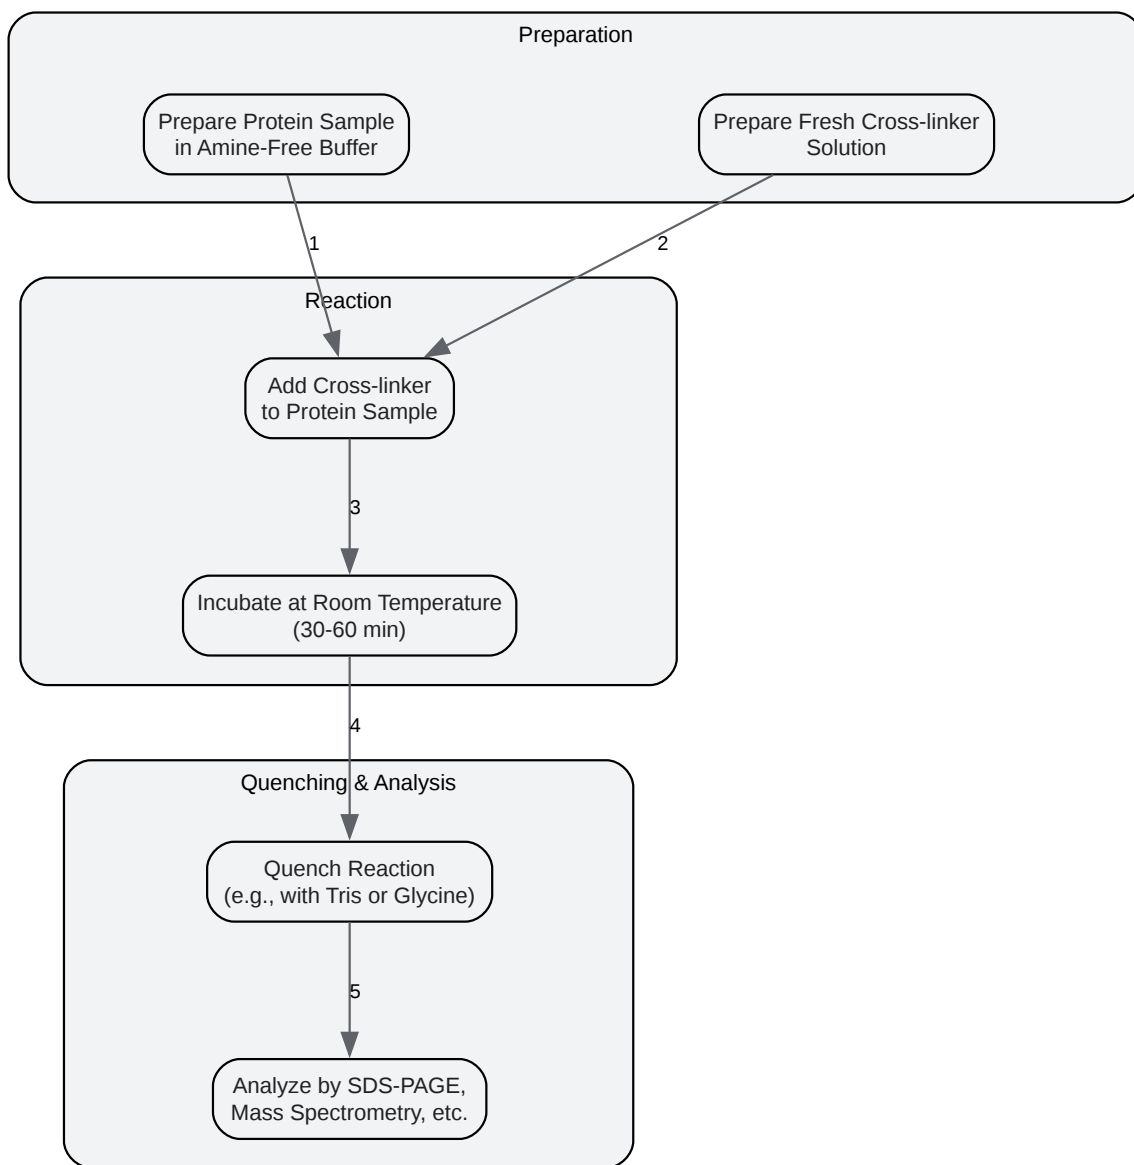 Preparation
Prepare Protein Sample
in Amine-Free Buffer
Prepare Fresh Cross-linker
Solution
1
2
Reaction
Add Cross-linker
to Protein Sample
3
Incubate at Room Temperature
(30-60 min)
4
Quenching & Analysis
Quench Reaction
(e.g., with Tris or Glycine)
5
Analyze by SDS-PAGE,
Mass Spectrometry, etc.